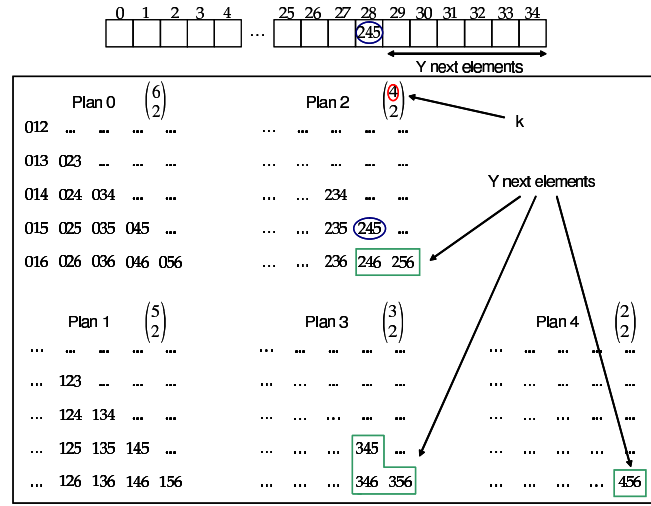 0 1 2 3 4 25 26 27 28 29 30 31 32 33 34
... 245
Y next elements
Plan 0 (6 2) Plan 2 (4 2)
k
012 ... ... ... ... ... ... ... ... ...
013 023 ... ... ... ... ... ... ... ...
Y next elements
014 024 034 ... ... ... ... 234 ... ...
015 025 035 045 ... ... ... 235 245 ...
016 026 036 046 056 ... ... 236 246 256
Plan 1 (5 2) Plan 3 (3 2) Plan 4 (2 2)
... ... ... ... ... ... ... ... ... ... ... ... ... ... ...
... 123 ... ... ... ... ... ... ... ... ... ... ... ... ...
... 124 134 ... ... ... ... ... ... ... ... ... ... ... ...
... 125 135 145 ... ... ... ... 345 ... ... ... ... ... ...
... 126 136 146 156 ... ... ... 346 356 ... ... ... ... 456